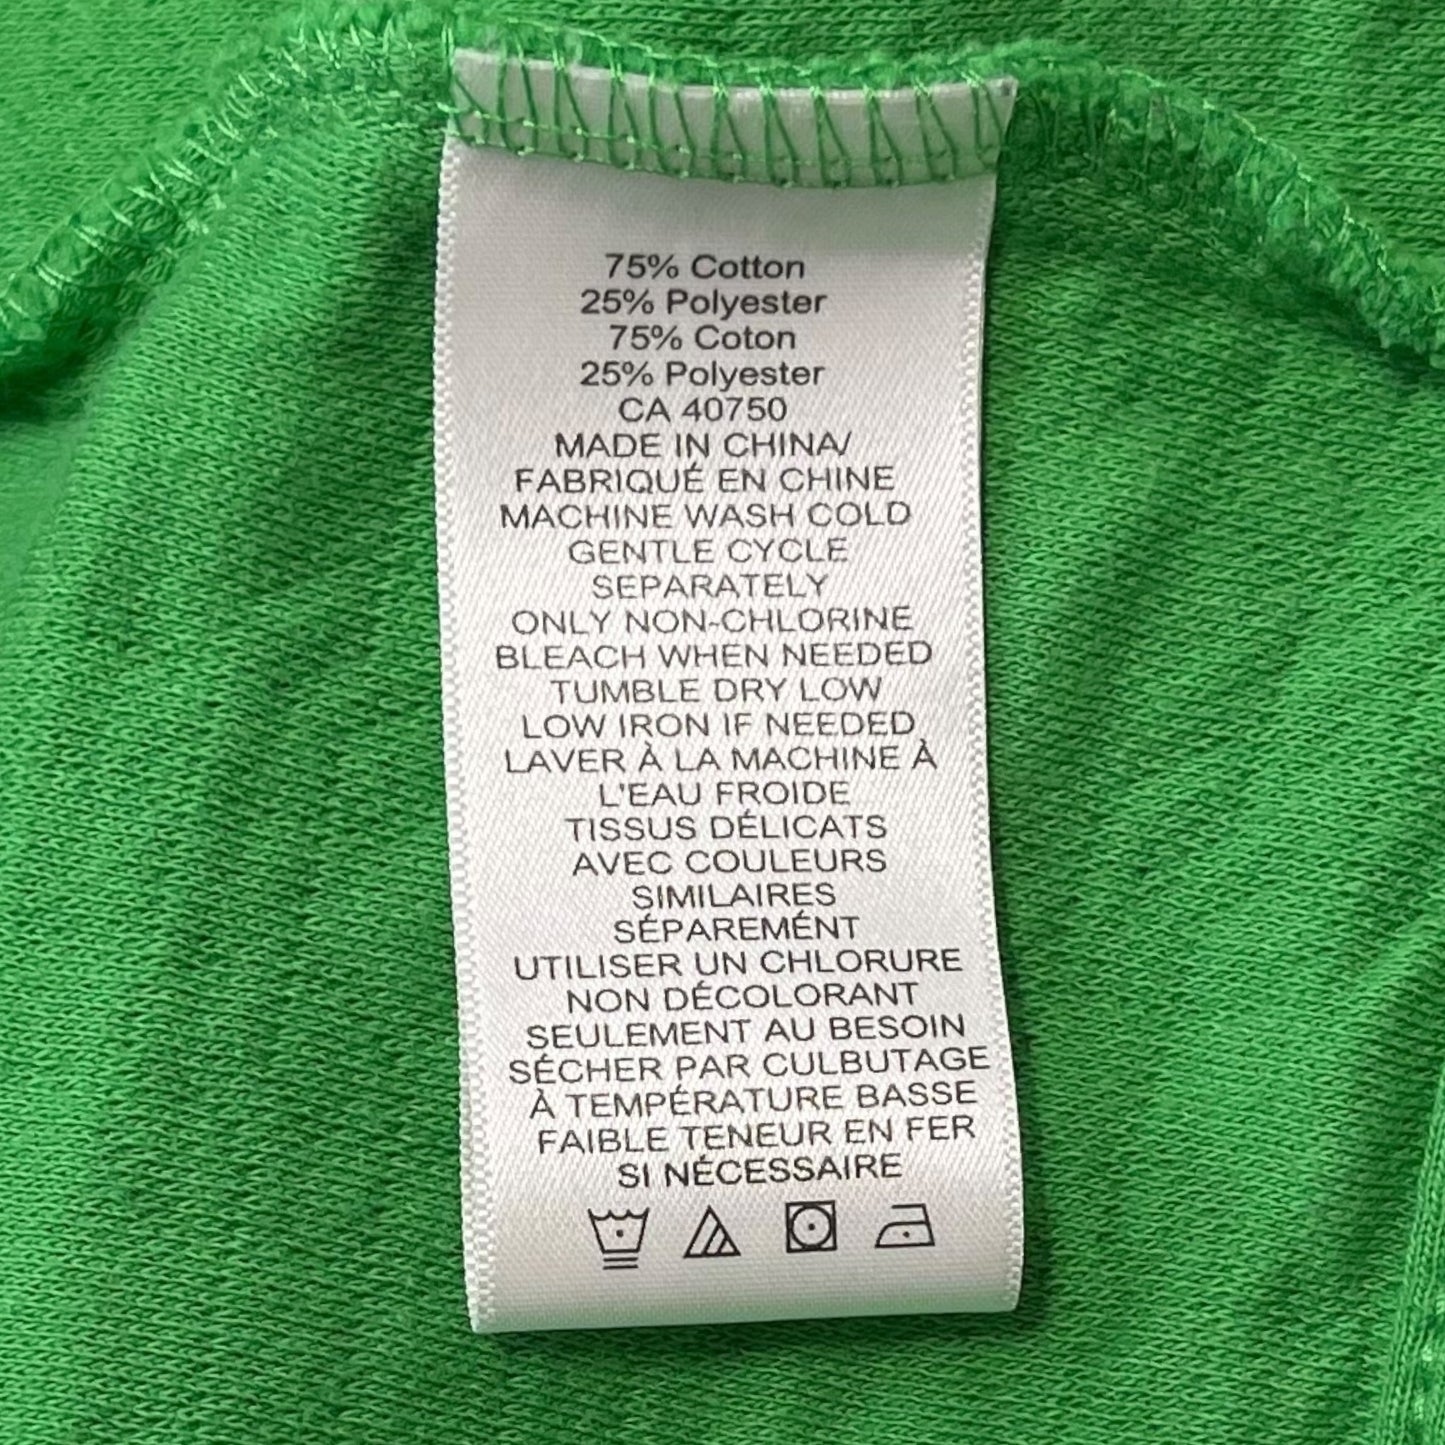 75% Cotton
25% Polyester
75% Coton
25% Polyester
CA 40750
MADE IN CHINA/
FABRIQUÉ EN CHINE
MACHINE WASH COLD
GENTLE CYCLE
SEPARATELY
ONLY NON-CHLORINE
BLEACH WHEN NEEDED
TUMBLE DRY LOW
LOW IRON IF NEEDED
LAVER À LA MACHINE À
L'EAU FROIDE
TISSUS DÉLICATS
AVEC COULEURS
SIMILAIRES
SÉPAREMÉNT
UTILISER UN CHLORURE
NON DÉCOLORANT
SEULEMENT AU BESOIN
SÉCHER PAR CULBUTAGE
À TEMPÉRATURE BASSE
FAIBLE TENEUR EN FER
SI NÉCESSAIRE